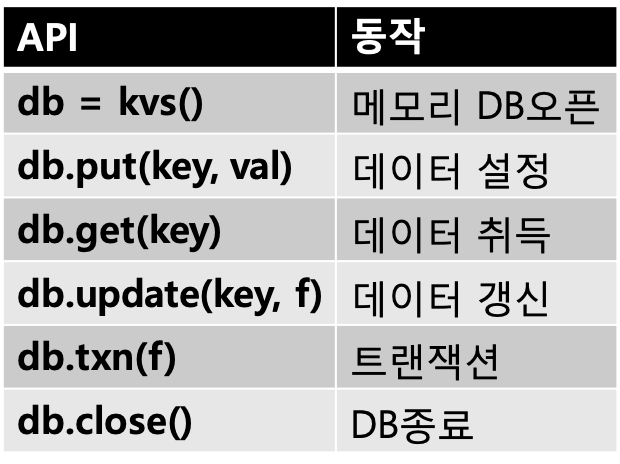 API 동작
db = kvs() 메모리 DB오픈
db.put(key, val) 데이터 설정
db.get(key) 데이터 취득
db.update(key, f) 데이터 갱신
db.txn(f) 트랜잭션
db.close() DB종료